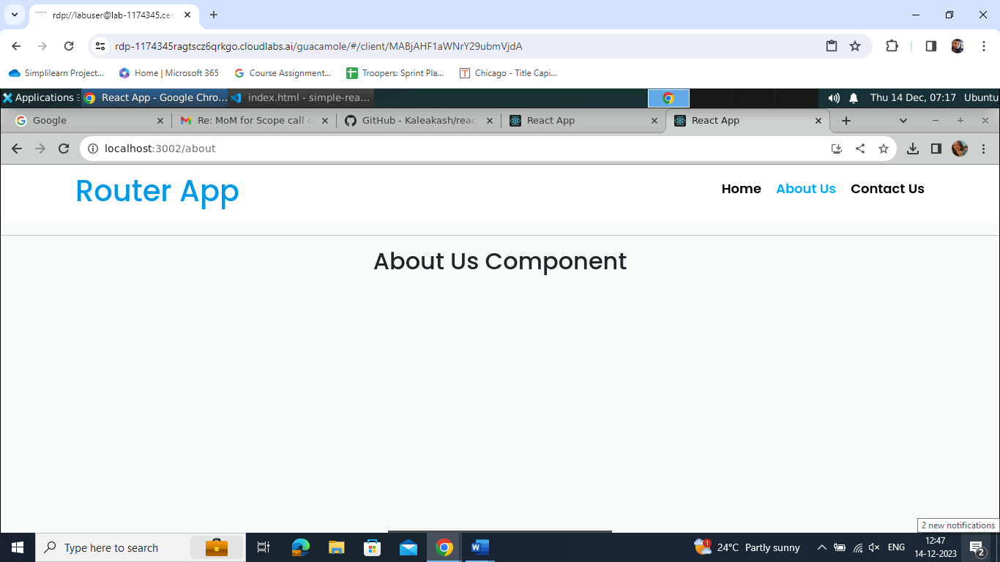 rdp://labuser@lab-1174345.cen
rdp-1174345ragtscz6qrkgo.cloudlabs.ai/guacamole/#/client/MABjAHF1aWNrY29ubmVjdA
Simplilearn Project... Home | Microsoft 365 Course Assignment... Troopers: Sprint Pla... Chicago - Title Capi...
Applications React App - Google Chro... index.html - simple-rea... Thu 14 Dec, 07:17 Ubuntu
Google Re: MoM for Scope call o GitHub - Kaleakash/reac React App React App
localhost:3002/about
Router App Home About Us Contact Us
About Us Component
2 new notifications
Type here to search 1 24°C Partly sunny ENG 12:47
14-12-2023 2